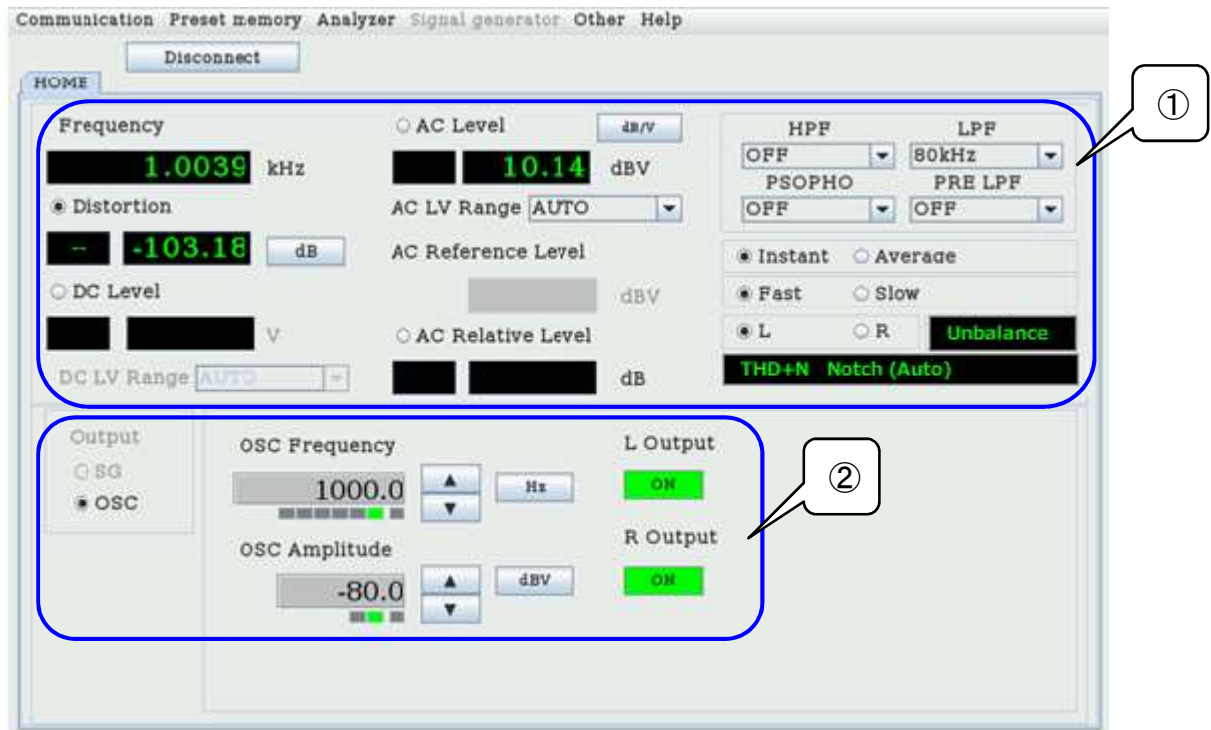 Communication Preset memory Analyzer Signal generator Other Help
Disconnect
HOME
①
Frequency
1.0039 kHz
Distortion
-- -103.18 dB
DC Level
V
DC LV Range AUTO
AC Level dB/V
10.14 dBV
AC LV Range AUTO
AC Reference Level
dBV
AC Relative Level
dB
HPF LPF
OFF 80kHz
PSOPHO PRE LPF
OFF OFF
Instant Average
Fast Slow
L R Unbalance
THD+N Notch (Auto)
②
Output
SG
OSC
OSC Frequency
1000.0 Hz
OSC Amplitude
-80.0 dBV
L Output
ON
R Output
ON